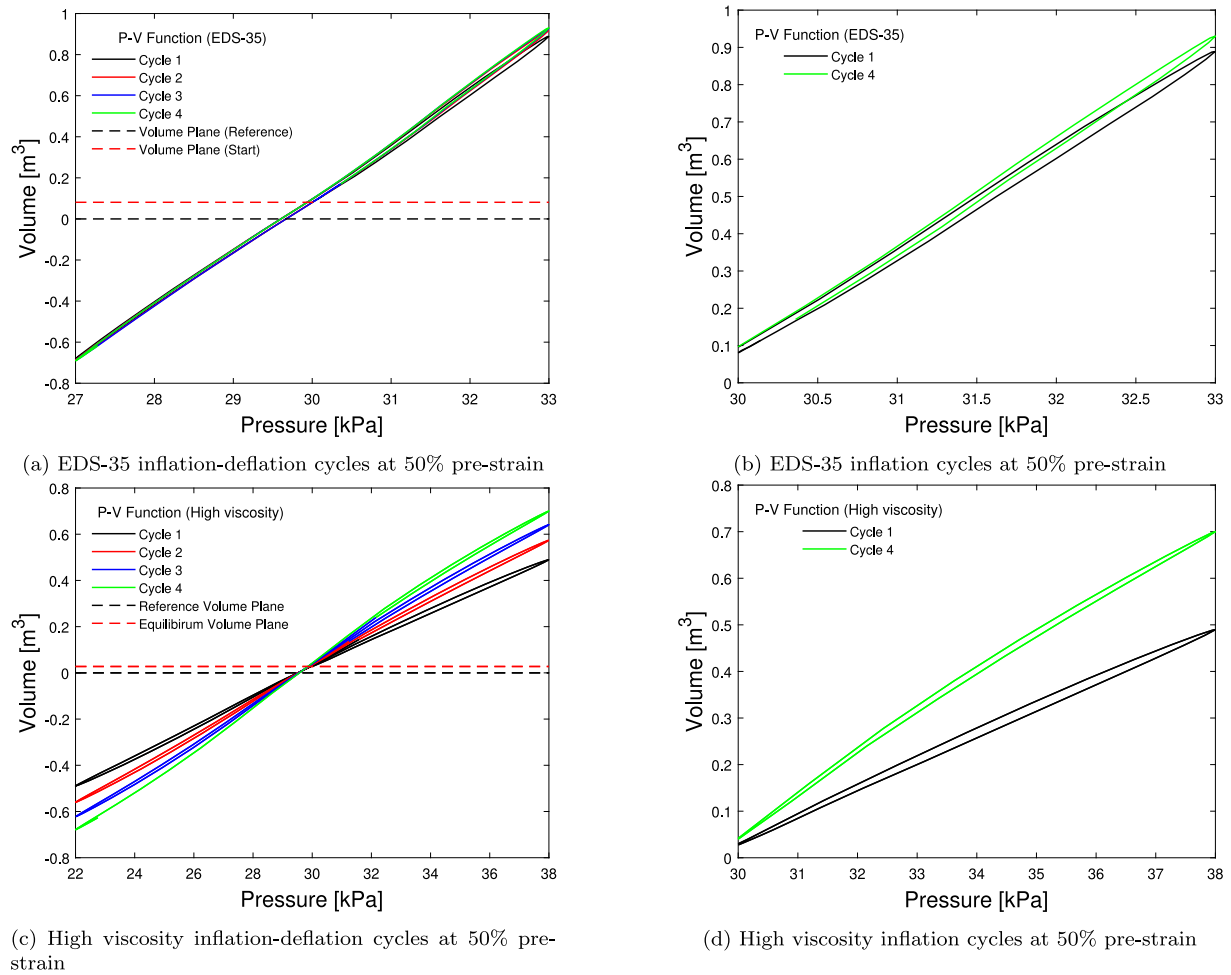 P-V Function (EDS-35)
Cycle 1
Cycle 2
Cycle 3
Cycle 4
Volume Plane (Reference)
Volume Plane (Start)
Volume [m³]
1
0.8
0.6
0.4
0.2
0
-0.2
-0.4
-0.6
-0.8
27 28 29 30 31 32 33
Pressure [kPa]
(a) EDS-35 inflation-deflation cycles at 50% pre-strain
P-V Function (EDS-35)
Cycle 1
Cycle 4
Volume [m³]
1
0.9
0.8
0.7
0.6
0.5
0.4
0.3
0.2
0.1
0
30 30.5 31 31.5 32 32.5 33
Pressure [kPa]
(b) EDS-35 inflation cycles at 50% pre-strain
P-V Function (High viscosity)
Cycle 1
Cycle 2
Cycle 3
Cycle 4
Reference Volume Plane
Equilibirum Volume Plane
Volume [m³]
0.8
0.6
0.4
0.2
0
-0.2
-0.4
-0.6
-0.8
22 24 26 28 30 32 34 36 38
Pressure [kPa]
(c) High viscosity inflation-deflation cycles at 50% pre-
strain
P-V Function (High viscosity)
Cycle 1
Cycle 4
Volume [m³]
0.8
0.7
0.6
0.5
0.4
0.3
0.2
0.1
0
30 31 32 33 34 35 36 37 38
Pressure [kPa]
(d) High viscosity inflation cycles at 50% pre-strain